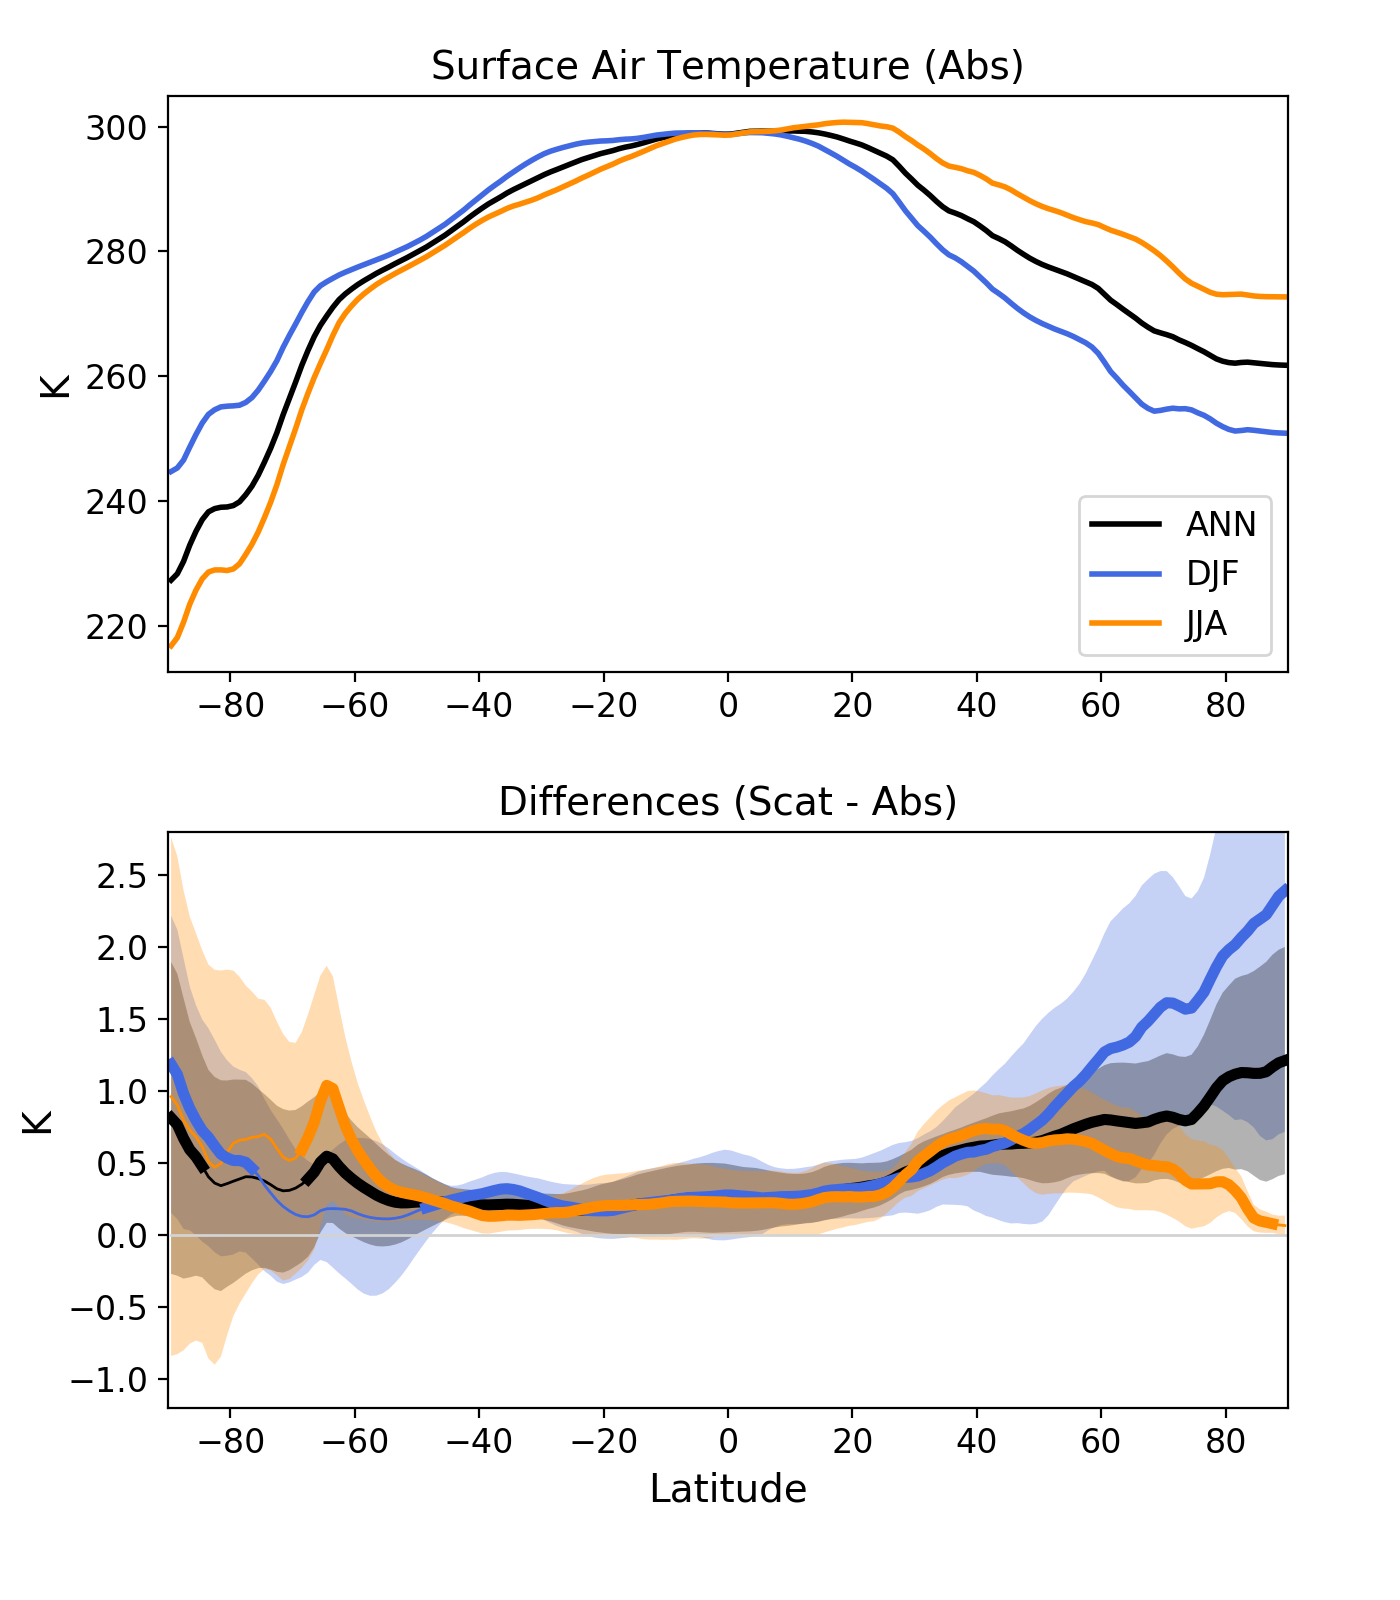 Surface Air Temperature (Abs)
300
280
260
240
220
K
ANN
DJF
JJA
−80 −60 −40 −20 0 20 40 60 80
Differences (Scat - Abs)
2.5
2.0
1.5
1.0
0.5
0.0
−0.5
−1.0
K
−80 −60 −40 −20 0 20 40 60 80
Latitude